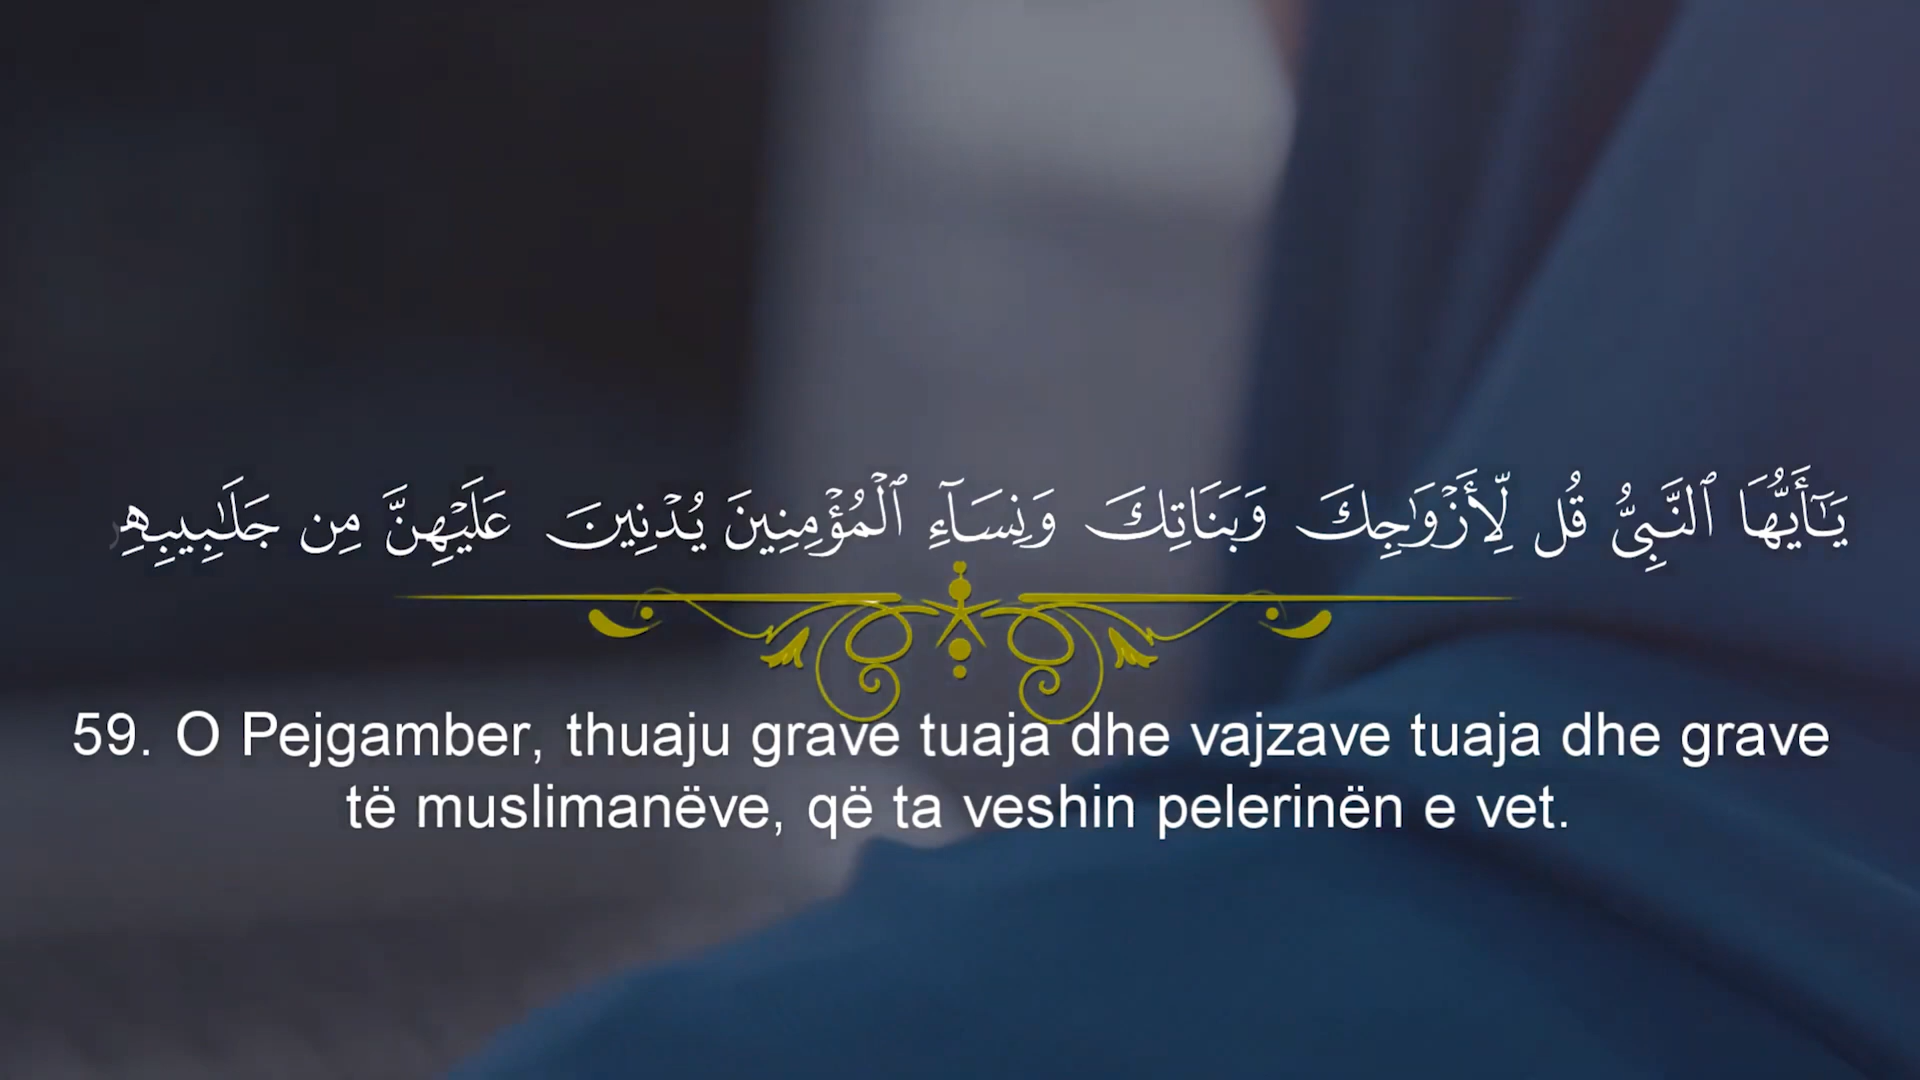 يَـٰٓأَيُّهَا ٱلنَّبِىُّ قُل لِّأَزْوَٰجِكَ وَبَنَاتِكَ وَنِسَآءِ ٱلْمُؤْمِنِينَ يُدْنِينَ عَلَيْهِنَّ مِن جَلَـٰبِيبِهِ
59. O Pejgamber, thuaju grave tuaja dhe vajzave tuaja dhe grave
të muslimanëve, që ta veshin pelerinën e vet.